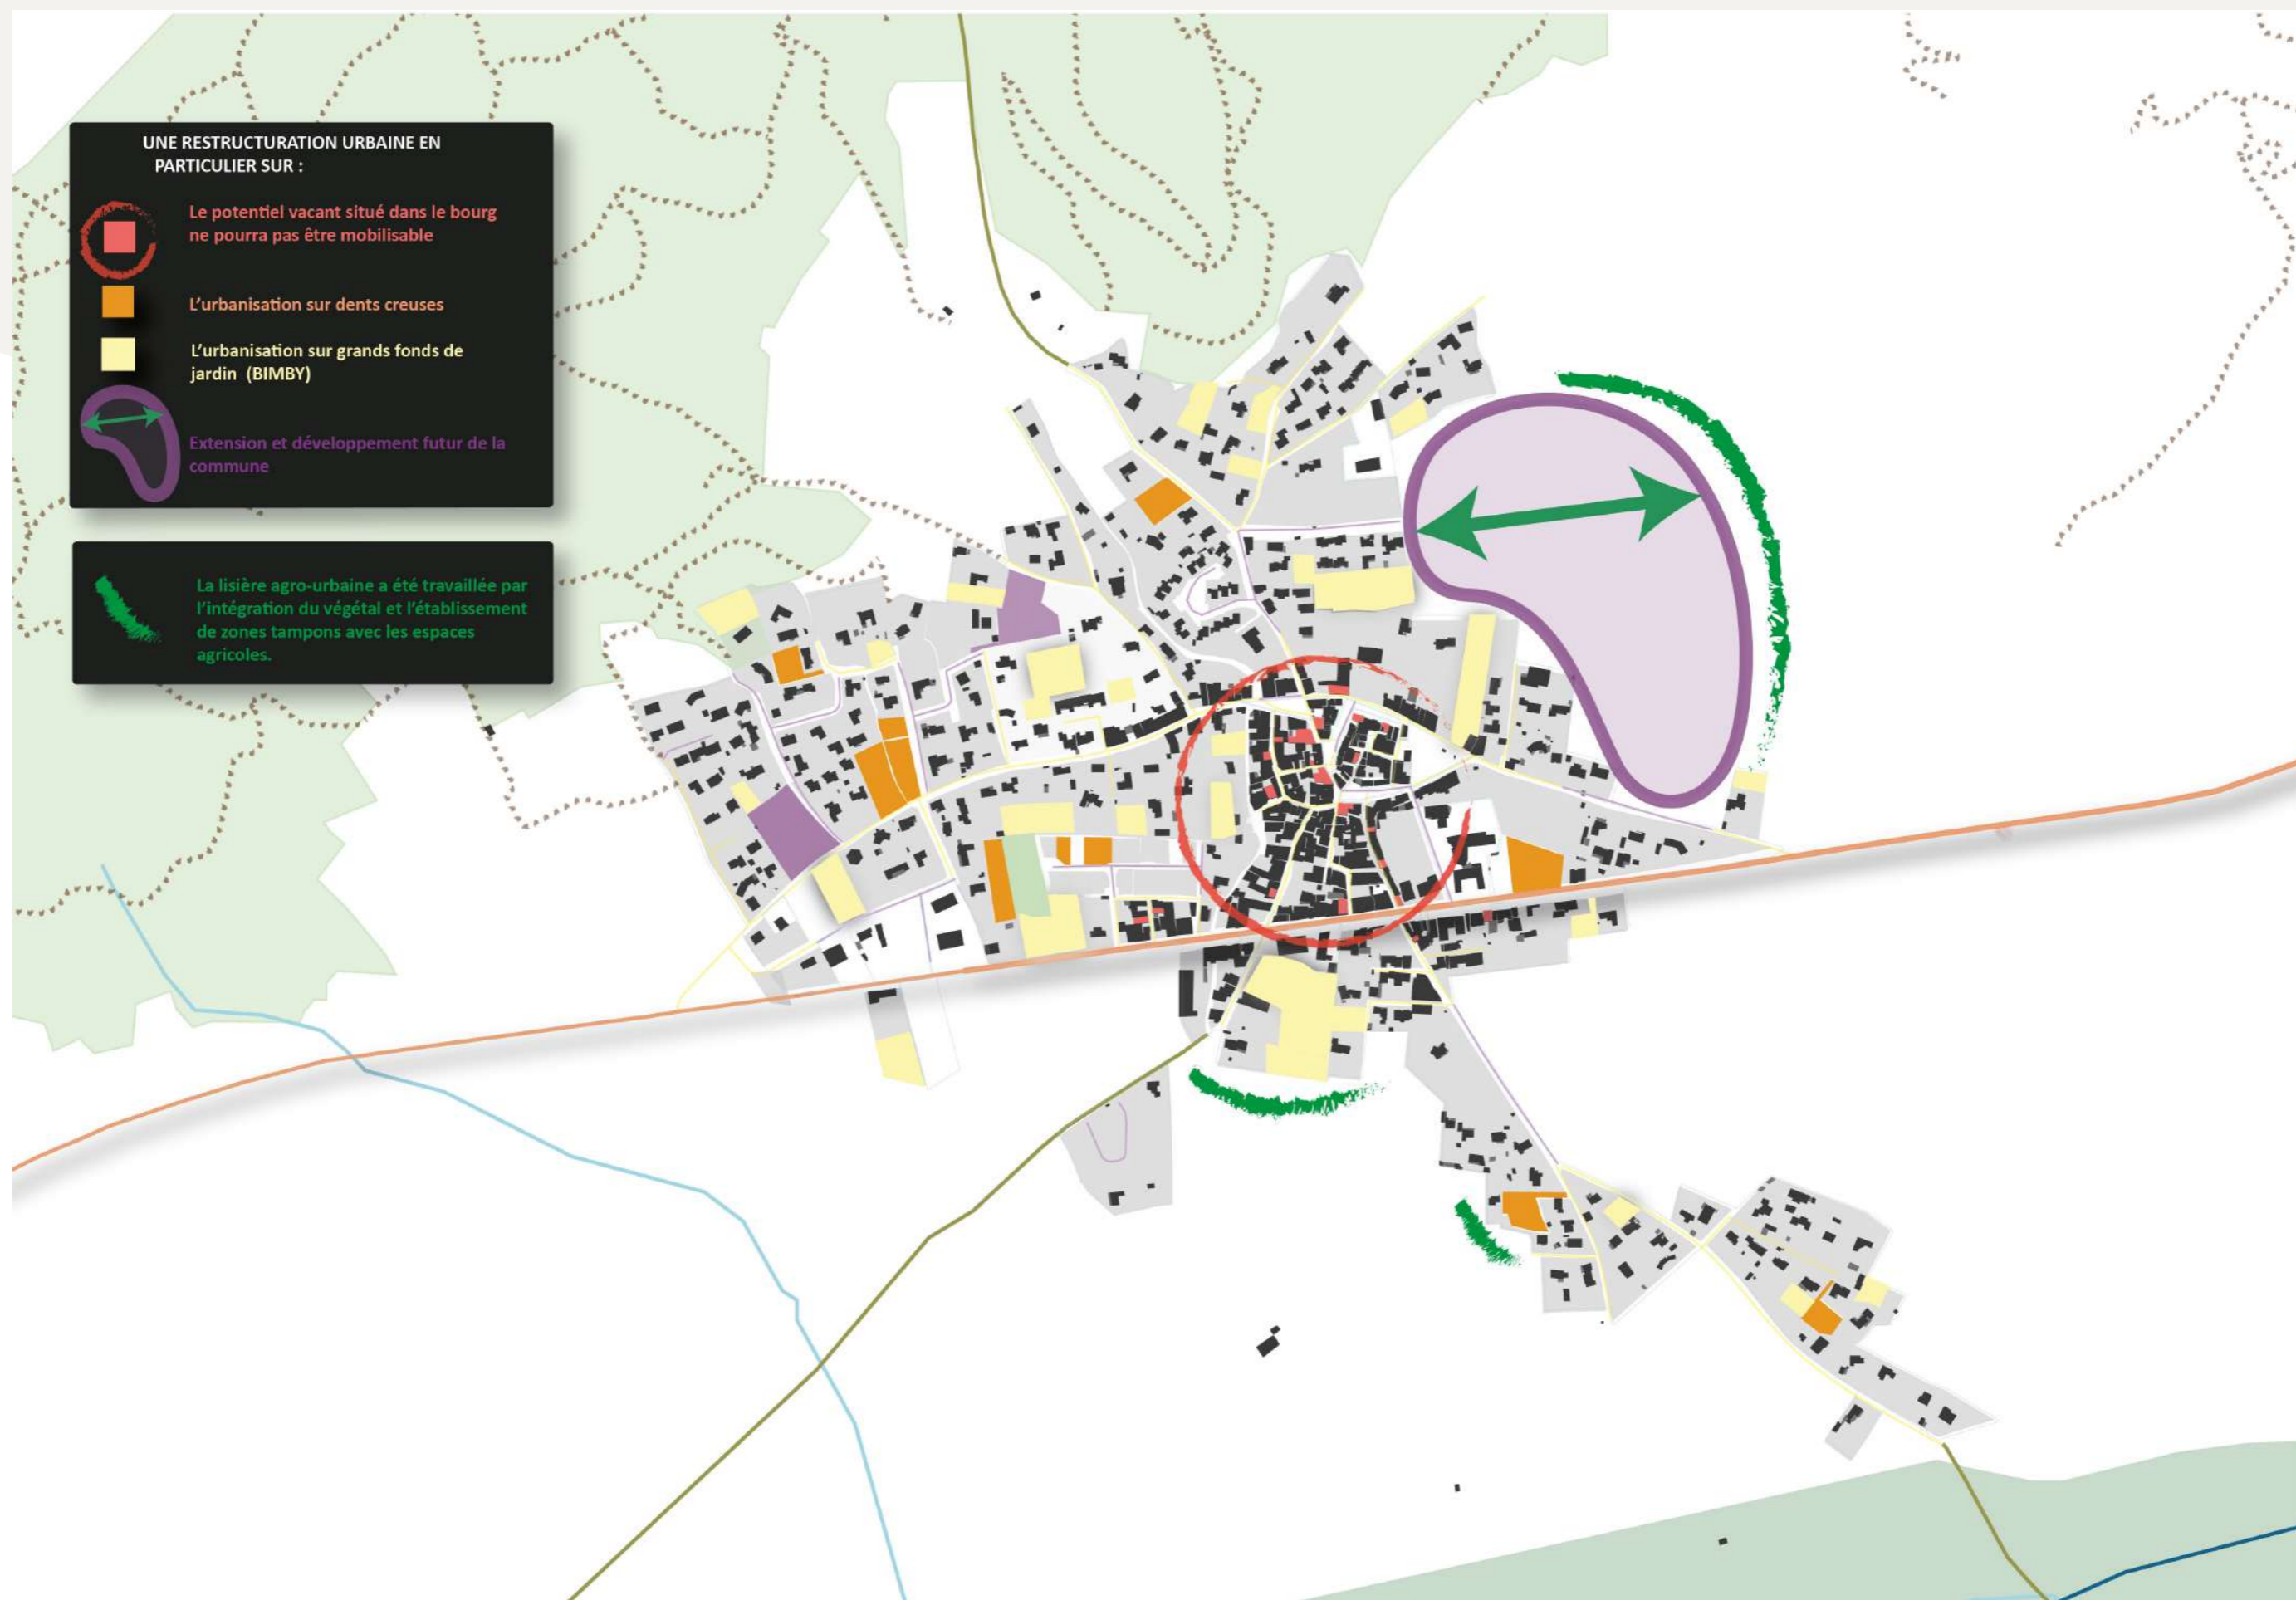 UNE RESTRUCTURATION URBAINE EN
PARTICULIER SUR :
Le potentiel vacant situé dans le bourg
ne pourra pas être mobilisable
L'urbanisation sur dents creuses
L'urbanisation sur grands fonds de
jardin (BIMBY)
Extension et développement futur de la
commune
La lisière agro-urbaine a été travaillée par
l'intégration du végétal et l'établissement
de zones tampons avec les espaces
agricoles.